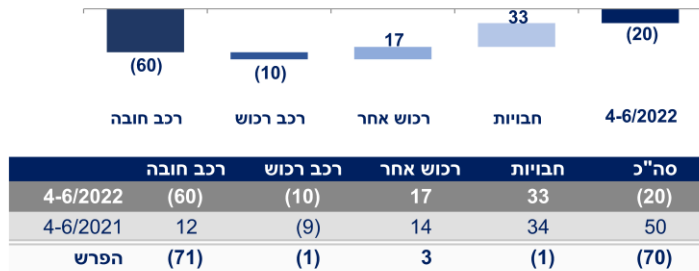 (60) (10) 17 33 (20)
רכב חובה רכב רכוש רכוש אחר חבויות 4-6/2022
רכב חובה רכב רכוש רכוש אחר חבויות סה"כ
4-6/2022 (60) (10) 17 33 (20)
4-6/2021 12 (9) 14 34 50
הפרש (71) (1) 3 (1) (70)